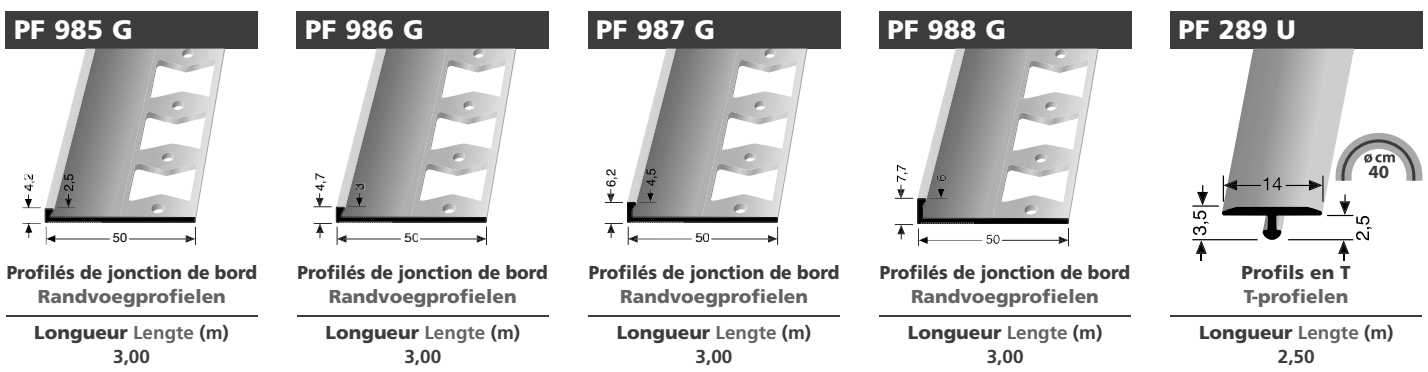 PF 985 G
4,2
2,5
50
Profilés de jonction de bord
Randvoegprofielen
Longueur Lengte (m)
3,00
PF 986 G
4,7
3
50
Profilés de jonction de bord
Randvoegprofielen
Longueur Lengte (m)
3,00
PF 987 G
6,2
4,5
50
Profilés de jonction de bord
Randvoegprofielen
Longueur Lengte (m)
3,00
PF 988 G
7,7
6
50
Profilés de jonction de bord
Randvoegprofielen
Longueur Lengte (m)
3,00
PF 289 U
ø cm
40
14
3,5
2,5
Profils en T
T-profielen
Longueur Lengte (m)
2,50